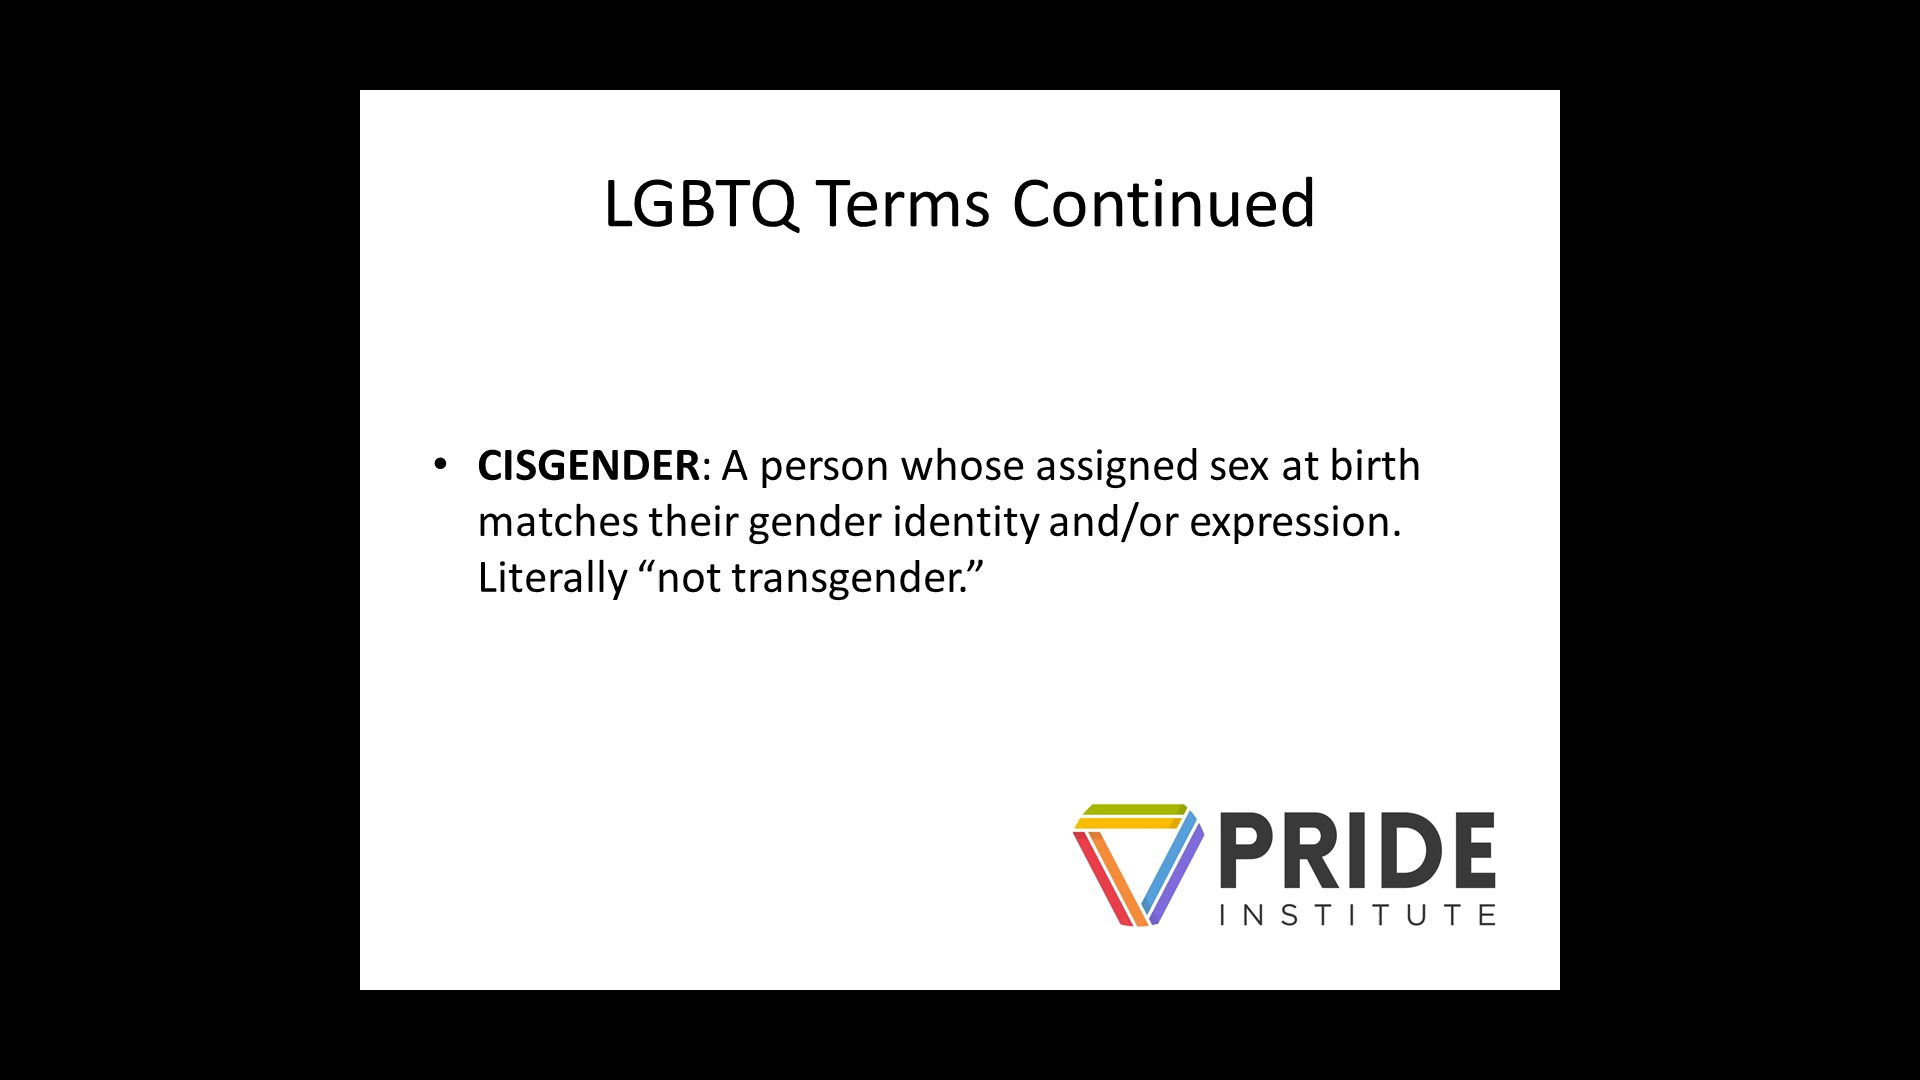 LGBTQ Terms Continued
• CISGENDER: A person whose assigned sex at birth
matches their gender identity and/or expression.
Literally “not transgender.”
PRIDE
INSTITUTE